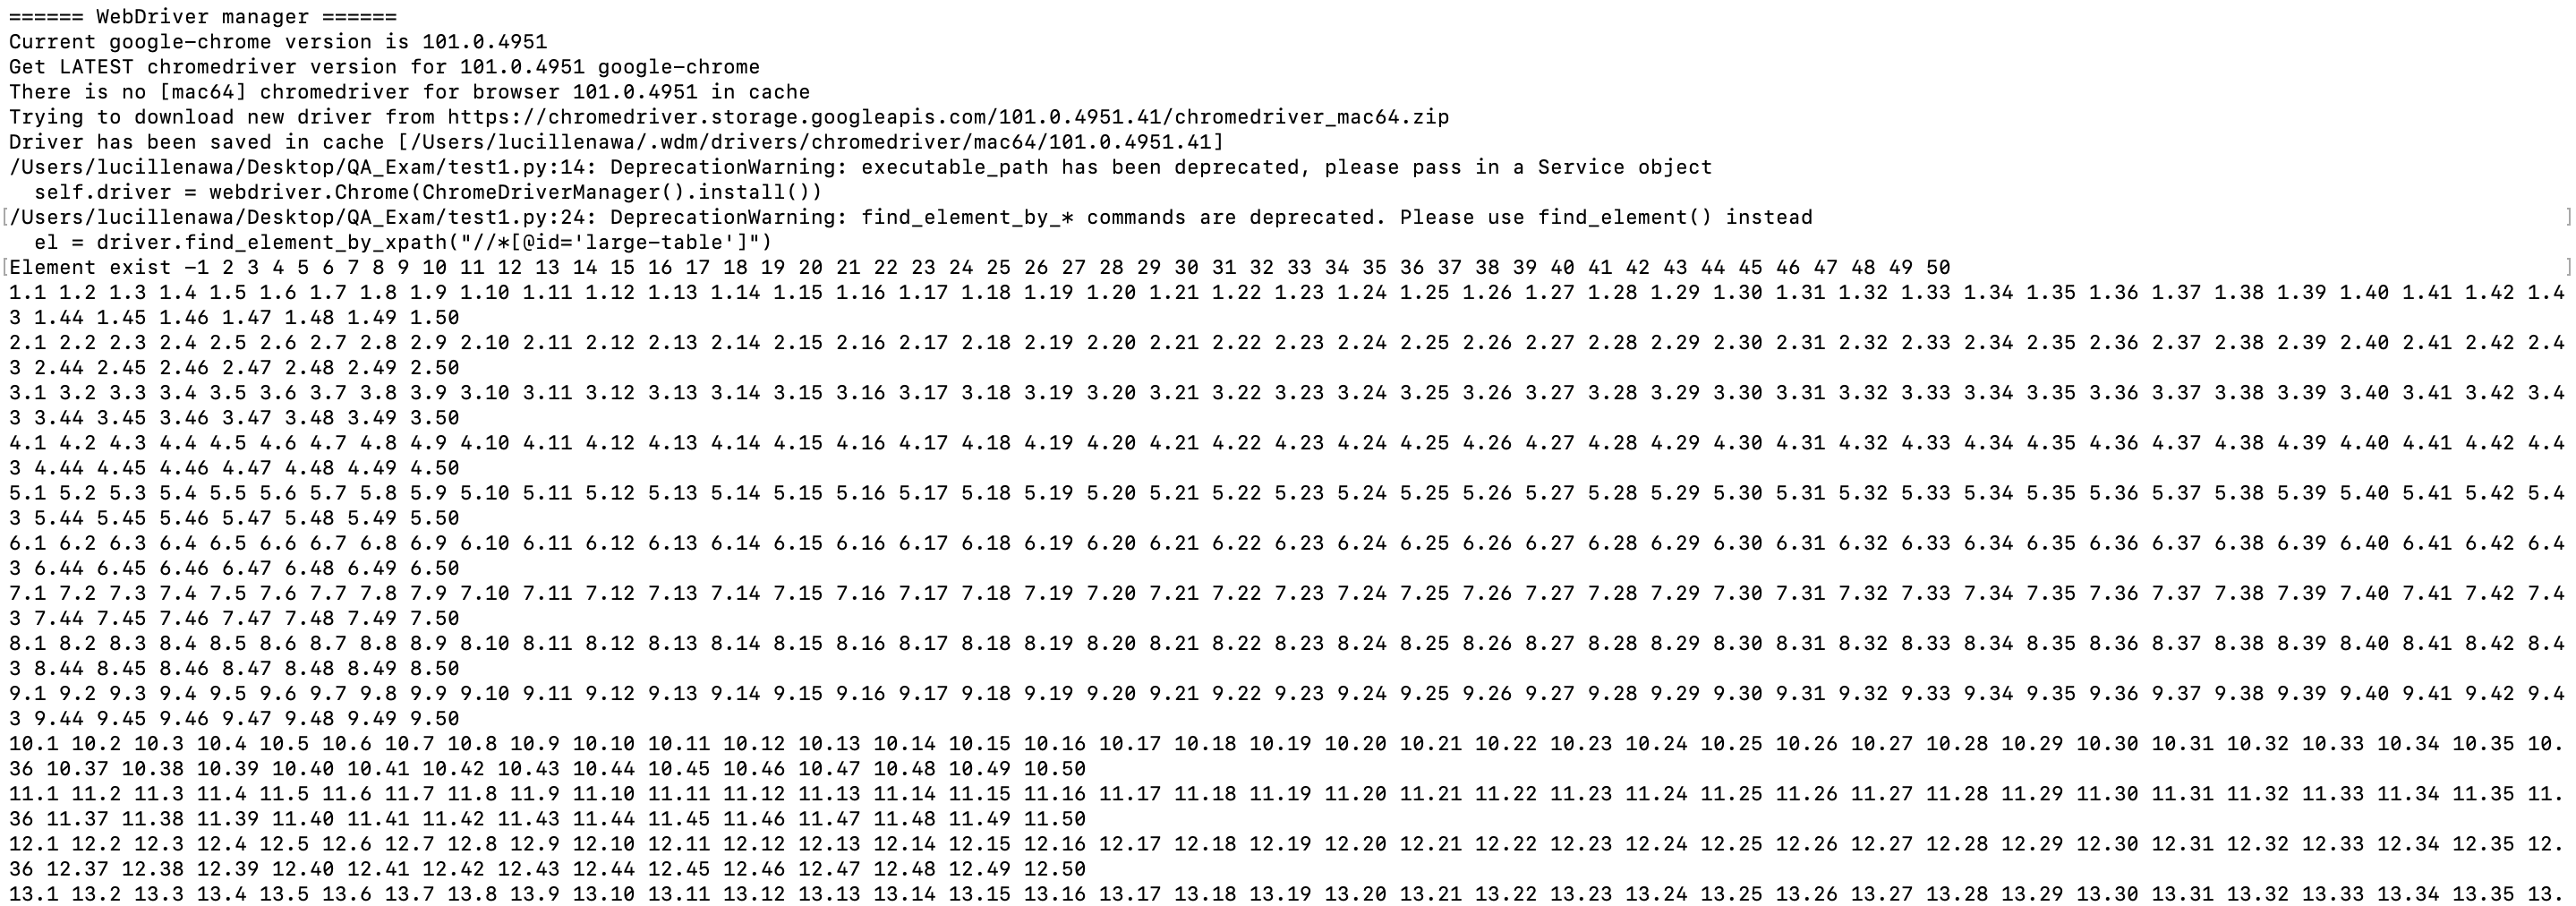 ====== WebDriver manager ======
Current google-chrome version is 101.0.4951
Get LATEST chromedriver version for 101.0.4951 google-chrome
There is no [mac64] chromedriver for browser 101.0.4951 in cache
Trying to download new driver from https://chromedriver.storage.googleapis.com/101.0.4951.41/chromedriver_mac64.zip
Driver has been saved in cache [/Users/lucillenawa/.wdm/drivers/chromedriver/mac64/101.0.4951.41]
/Users/lucillenawa/Desktop/QA_Exam/test1.py:14: DeprecationWarning: executable_path has been deprecated, please pass in a Service object
  self.driver = webdriver.Chrome(ChromeDriverManager().install())
[/Users/lucillenawa/Desktop/QA_Exam/test1.py:24: DeprecationWarning: find_element_by_* commands are deprecated. Please use find_element() instead ]
  el = driver.find_element_by_xpath("//*[@id='large-table']")
[Element exist -1 2 3 4 5 6 7 8 9 10 11 12 13 14 15 16 17 18 19 20 21 22 23 24 25 26 27 28 29 30 31 32 33 34 35 36 37 38 39 40 41 42 43 44 45 46 47 48 49 50 ]
1.1 1.2 1.3 1.4 1.5 1.6 1.7 1.8 1.9 1.10 1.11 1.12 1.13 1.14 1.15 1.16 1.17 1.18 1.19 1.20 1.21 1.22 1.23 1.24 1.25 1.26 1.27 1.28 1.29 1.30 1.31 1.32 1.33 1.34 1.35 1.36 1.37 1.38 1.39 1.40 1.41 1.42 1.4
3 1.44 1.45 1.46 1.47 1.48 1.49 1.50
2.1 2.2 2.3 2.4 2.5 2.6 2.7 2.8 2.9 2.10 2.11 2.12 2.13 2.14 2.15 2.16 2.17 2.18 2.19 2.20 2.21 2.22 2.23 2.24 2.25 2.26 2.27 2.28 2.29 2.30 2.31 2.32 2.33 2.34 2.35 2.36 2.37 2.38 2.39 2.40 2.41 2.42 2.4
3 2.44 2.45 2.46 2.47 2.48 2.49 2.50
3.1 3.2 3.3 3.4 3.5 3.6 3.7 3.8 3.9 3.10 3.11 3.12 3.13 3.14 3.15 3.16 3.17 3.18 3.19 3.20 3.21 3.22 3.23 3.24 3.25 3.26 3.27 3.28 3.29 3.30 3.31 3.32 3.33 3.34 3.35 3.36 3.37 3.38 3.39 3.40 3.41 3.42 3.4
3 3.44 3.45 3.46 3.47 3.48 3.49 3.50
4.1 4.2 4.3 4.4 4.5 4.6 4.7 4.8 4.9 4.10 4.11 4.12 4.13 4.14 4.15 4.16 4.17 4.18 4.19 4.20 4.21 4.22 4.23 4.24 4.25 4.26 4.27 4.28 4.29 4.30 4.31 4.32 4.33 4.34 4.35 4.36 4.37 4.38 4.39 4.40 4.41 4.42 4.4
3 4.44 4.45 4.46 4.47 4.48 4.49 4.50
5.1 5.2 5.3 5.4 5.5 5.6 5.7 5.8 5.9 5.10 5.11 5.12 5.13 5.14 5.15 5.16 5.17 5.18 5.19 5.20 5.21 5.22 5.23 5.24 5.25 5.26 5.27 5.28 5.29 5.30 5.31 5.32 5.33 5.34 5.35 5.36 5.37 5.38 5.39 5.40 5.41 5.42 5.4
3 5.44 5.45 5.46 5.47 5.48 5.49 5.50
6.1 6.2 6.3 6.4 6.5 6.6 6.7 6.8 6.9 6.10 6.11 6.12 6.13 6.14 6.15 6.16 6.17 6.18 6.19 6.20 6.21 6.22 6.23 6.24 6.25 6.26 6.27 6.28 6.29 6.30 6.31 6.32 6.33 6.34 6.35 6.36 6.37 6.38 6.39 6.40 6.41 6.42 6.4
3 6.44 6.45 6.46 6.47 6.48 6.49 6.50
7.1 7.2 7.3 7.4 7.5 7.6 7.7 7.8 7.9 7.10 7.11 7.12 7.13 7.14 7.15 7.16 7.17 7.18 7.19 7.20 7.21 7.22 7.23 7.24 7.25 7.26 7.27 7.28 7.29 7.30 7.31 7.32 7.33 7.34 7.35 7.36 7.37 7.38 7.39 7.40 7.41 7.42 7.4
3 7.44 7.45 7.46 7.47 7.48 7.49 7.50
8.1 8.2 8.3 8.4 8.5 8.6 8.7 8.8 8.9 8.10 8.11 8.12 8.13 8.14 8.15 8.16 8.17 8.18 8.19 8.20 8.21 8.22 8.23 8.24 8.25 8.26 8.27 8.28 8.29 8.30 8.31 8.32 8.33 8.34 8.35 8.36 8.37 8.38 8.39 8.40 8.41 8.42 8.4
3 8.44 8.45 8.46 8.47 8.48 8.49 8.50
9.1 9.2 9.3 9.4 9.5 9.6 9.7 9.8 9.9 9.10 9.11 9.12 9.13 9.14 9.15 9.16 9.17 9.18 9.19 9.20 9.21 9.22 9.23 9.24 9.25 9.26 9.27 9.28 9.29 9.30 9.31 9.32 9.33 9.34 9.35 9.36 9.37 9.38 9.39 9.40 9.41 9.42 9.4
3 9.44 9.45 9.46 9.47 9.48 9.49 9.50
10.1 10.2 10.3 10.4 10.5 10.6 10.7 10.8 10.9 10.10 10.11 10.12 10.13 10.14 10.15 10.16 10.17 10.18 10.19 10.20 10.21 10.22 10.23 10.24 10.25 10.26 10.27 10.28 10.29 10.30 10.31 10.32 10.33 10.34 10.35 10.
36 10.37 10.38 10.39 10.40 10.41 10.42 10.43 10.44 10.45 10.46 10.47 10.48 10.49 10.50
11.1 11.2 11.3 11.4 11.5 11.6 11.7 11.8 11.9 11.10 11.11 11.12 11.13 11.14 11.15 11.16 11.17 11.18 11.19 11.20 11.21 11.22 11.23 11.24 11.25 11.26 11.27 11.28 11.29 11.30 11.31 11.32 11.33 11.34 11.35 11.
36 11.37 11.38 11.39 11.40 11.41 11.42 11.43 11.44 11.45 11.46 11.47 11.48 11.49 11.50
12.1 12.2 12.3 12.4 12.5 12.6 12.7 12.8 12.9 12.10 12.11 12.12 12.13 12.14 12.15 12.16 12.17 12.18 12.19 12.20 12.21 12.22 12.23 12.24 12.25 12.26 12.27 12.28 12.29 12.30 12.31 12.32 12.33 12.34 12.35 12.
36 12.37 12.38 12.39 12.40 12.41 12.42 12.43 12.44 12.45 12.46 12.47 12.48 12.49 12.50
13.1 13.2 13.3 13.4 13.5 13.6 13.7 13.8 13.9 13.10 13.11 13.12 13.13 13.14 13.15 13.16 13.17 13.18 13.19 13.20 13.21 13.22 13.23 13.24 13.25 13.26 13.27 13.28 13.29 13.30 13.31 13.32 13.33 13.34 13.35 13.